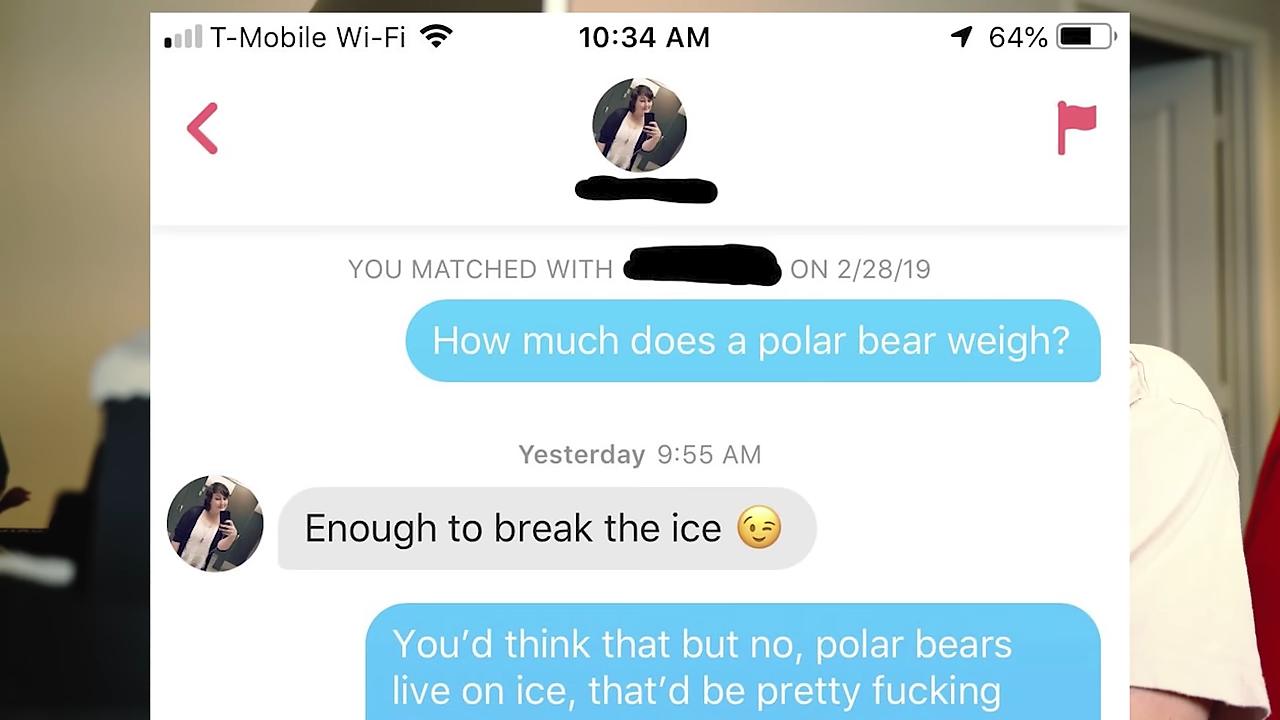 T-Mobile Wi-Fi 10:34 AM 64%
YOU MATCHED WITH ON 2/28/19
How much does a polar bear weigh?
Yesterday 9:55 AM
Enough to break the ice 😉
You’d think that but no, polar bears
live on ice, that’d be pretty fucking